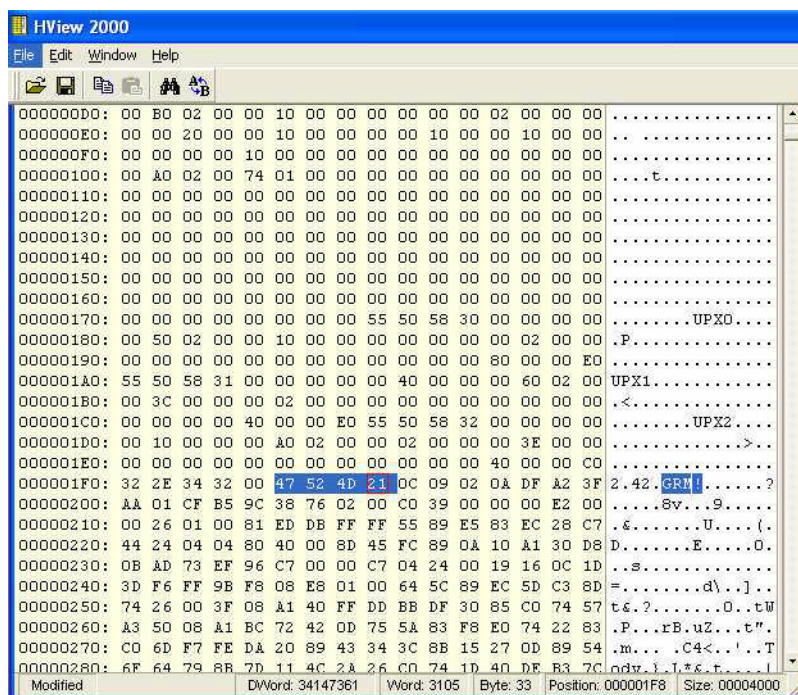 HView 2000
File Edit Window Help
000000D0: 00 B0 02 00 00 10 00 00 00 00 00 00 02 00 00 00 ................
000000E0: 00 00 20 00 00 10 00 00 00 00 10 00 00 10 00 00 .. .............
000000F0: 00 00 00 00 10 00 00 00 00 00 00 00 00 00 00 00 ................
00000100: 00 A0 02 00 74 01 00 00 00 00 00 00 00 00 00 00 ....t...........
00000110: 00 00 00 00 00 00 00 00 00 00 00 00 00 00 00 00 ................
00000120: 00 00 00 00 00 00 00 00 00 00 00 00 00 00 00 00 ................
00000130: 00 00 00 00 00 00 00 00 00 00 00 00 00 00 00 00 ................
00000140: 00 00 00 00 00 00 00 00 00 00 00 00 00 00 00 00 ................
00000150: 00 00 00 00 00 00 00 00 00 00 00 00 00 00 00 00 ................
00000160: 00 00 00 00 00 00 00 00 00 00 00 00 00 00 00 00 ................
00000170: 00 00 00 00 00 00 00 00 55 50 58 30 00 00 00 00 ........UPX0....
00000180: 00 50 02 00 00 10 00 00 00 00 00 00 00 02 00 00 .P..............
00000190: 00 00 00 00 00 00 00 00 00 00 00 00 80 00 00 E0 ................
000001A0: 55 50 58 31 00 00 00 00 00 40 00 00 00 60 02 00 UPX1............
000001B0: 00 3C 00 00 00 02 00 00 00 00 00 00 00 00 00 00 .<..............
000001C0: 00 00 00 00 40 00 00 E0 55 50 58 32 00 00 00 00 ........UPX2....
000001D0: 00 10 00 00 00 A0 02 00 00 02 00 00 00 3E 00 00 .............>..
000001E0: 00 00 00 00 00 00 00 00 00 00 00 00 40 00 00 C0 ................
000001F0: 32 2E 34 32 00 47 52 4D 21 0C 09 02 0A DF A2 3F 2.42.GRM!......?
00000200: AA 01 CF B5 9C 38 76 02 00 C0 39 00 00 00 E2 00 .....8v...9.....
00000210: 00 26 01 00 81 ED DB FF FF 55 89 E5 83 EC 28 C7 .&.......U....(.
00000220: 44 24 04 04 80 40 00 8D 45 FC 89 0A 10 A1 30 D8 D.......E.....0.
00000230: 0B AD 73 EF 96 C7 00 00 C7 04 24 00 19 16 0C 1D ..s.............
00000240: 3D F6 FF 9B F8 08 E8 01 00 64 5C 89 EC 5D C3 8D =........d\..]..
00000250: 74 26 00 3F 08 A1 40 FF DD BB DF 30 85 C0 74 57 t&.?.......0..tW
00000260: A3 50 08 A1 BC 72 42 0D 75 5A 83 F8 E0 74 22 83 .P...rB.uZ...t".
00000270: C0 6D F7 FE DA 20 89 43 34 3C 8B 15 27 0D 89 54 .m... .C4<..'..T
00000280: 6F 64 79 8B 7D 11 4C 2A 26 C0 74 1D 40 DE B3 7C ody.}.L*&.t....|
Modified DWord: 34147361 Word: 3105 Byte: 33 Position: 000001F8 Size: 00004000